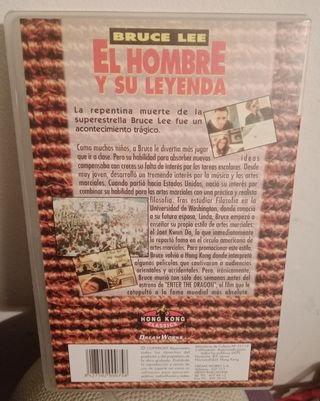 BRUCE LEE
EL HOMBRE
Y SU LEYENDA
La repentina muerte de la
superestrella Bruce Lee fue un
acontecimiento trágico.
Como muchos niños, a Bruce le divertía más jugar
que ir a clase. Pero su habilidad para absorber nuevas
ideas
compensaba con creces su falta de interés por las tareas escolares. Desde
muy joven, desarrolló un tremendo interés por la música y las artes
marciales. Cuando partió hacia Estados Unidos, nació su interés por
combinar su habilidad para las artes marciales con una práctica y realista
filosofía. Tras estudiar Filosofía en la
Universidad de Washington, donde conoció
a su futura esposa, Linda, Bruce empezó a
enseñar su propio estilo de artes marciales:
el Jeet Kwun Do, lo que inmediatamente
le reportó fama en el círculo americano de
artes marciales. Para promocionar este estilo,
Bruce volvió a Hong Kong donde interpretó
algunas películas que cautivaron a audiencias
orientales y occidentales. Pero, irónicamente,
Bruce murió tan sólo dos semanas antes del
estreno de "ENTER THE DRAGON", el film que le
catapultó a la fama mundial más absoluta.
HONG KONG
CLASSICS
DREAM WORKS